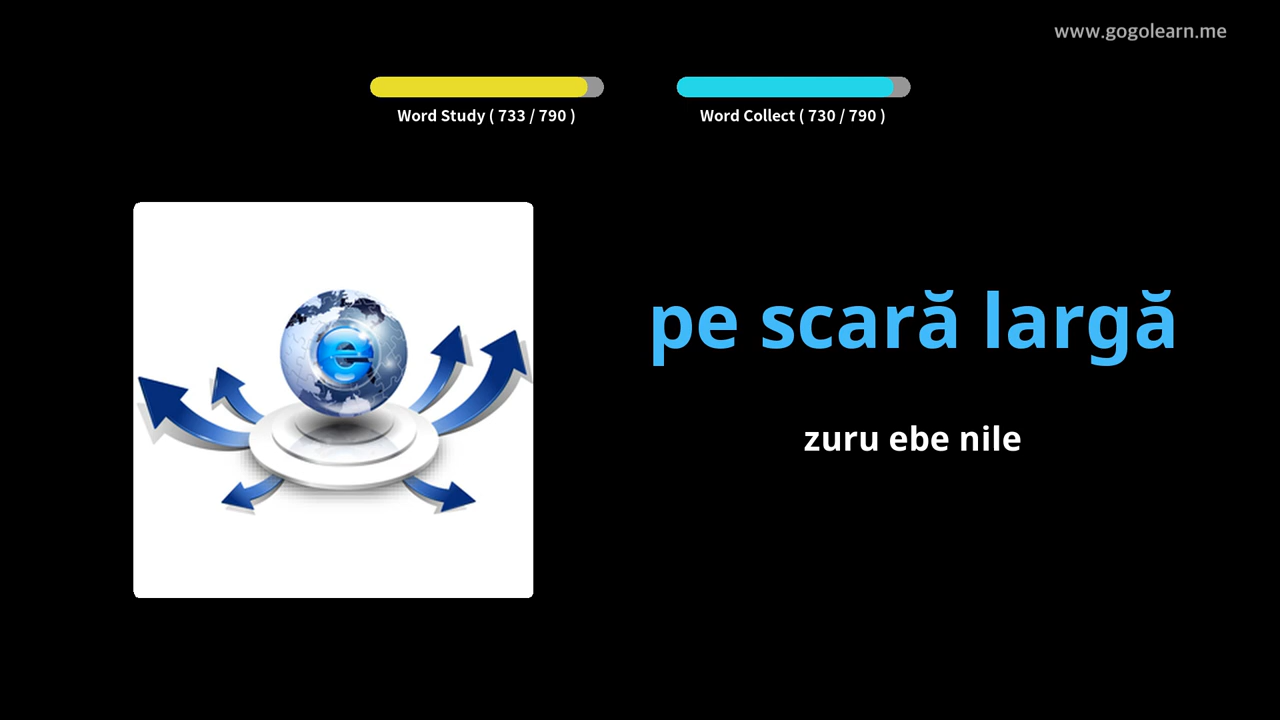 www.gogolearn.me
Word Study ( 733 / 790 )
Word Collect ( 730 / 790 )
e
pe scară largă
zuru ebe nile